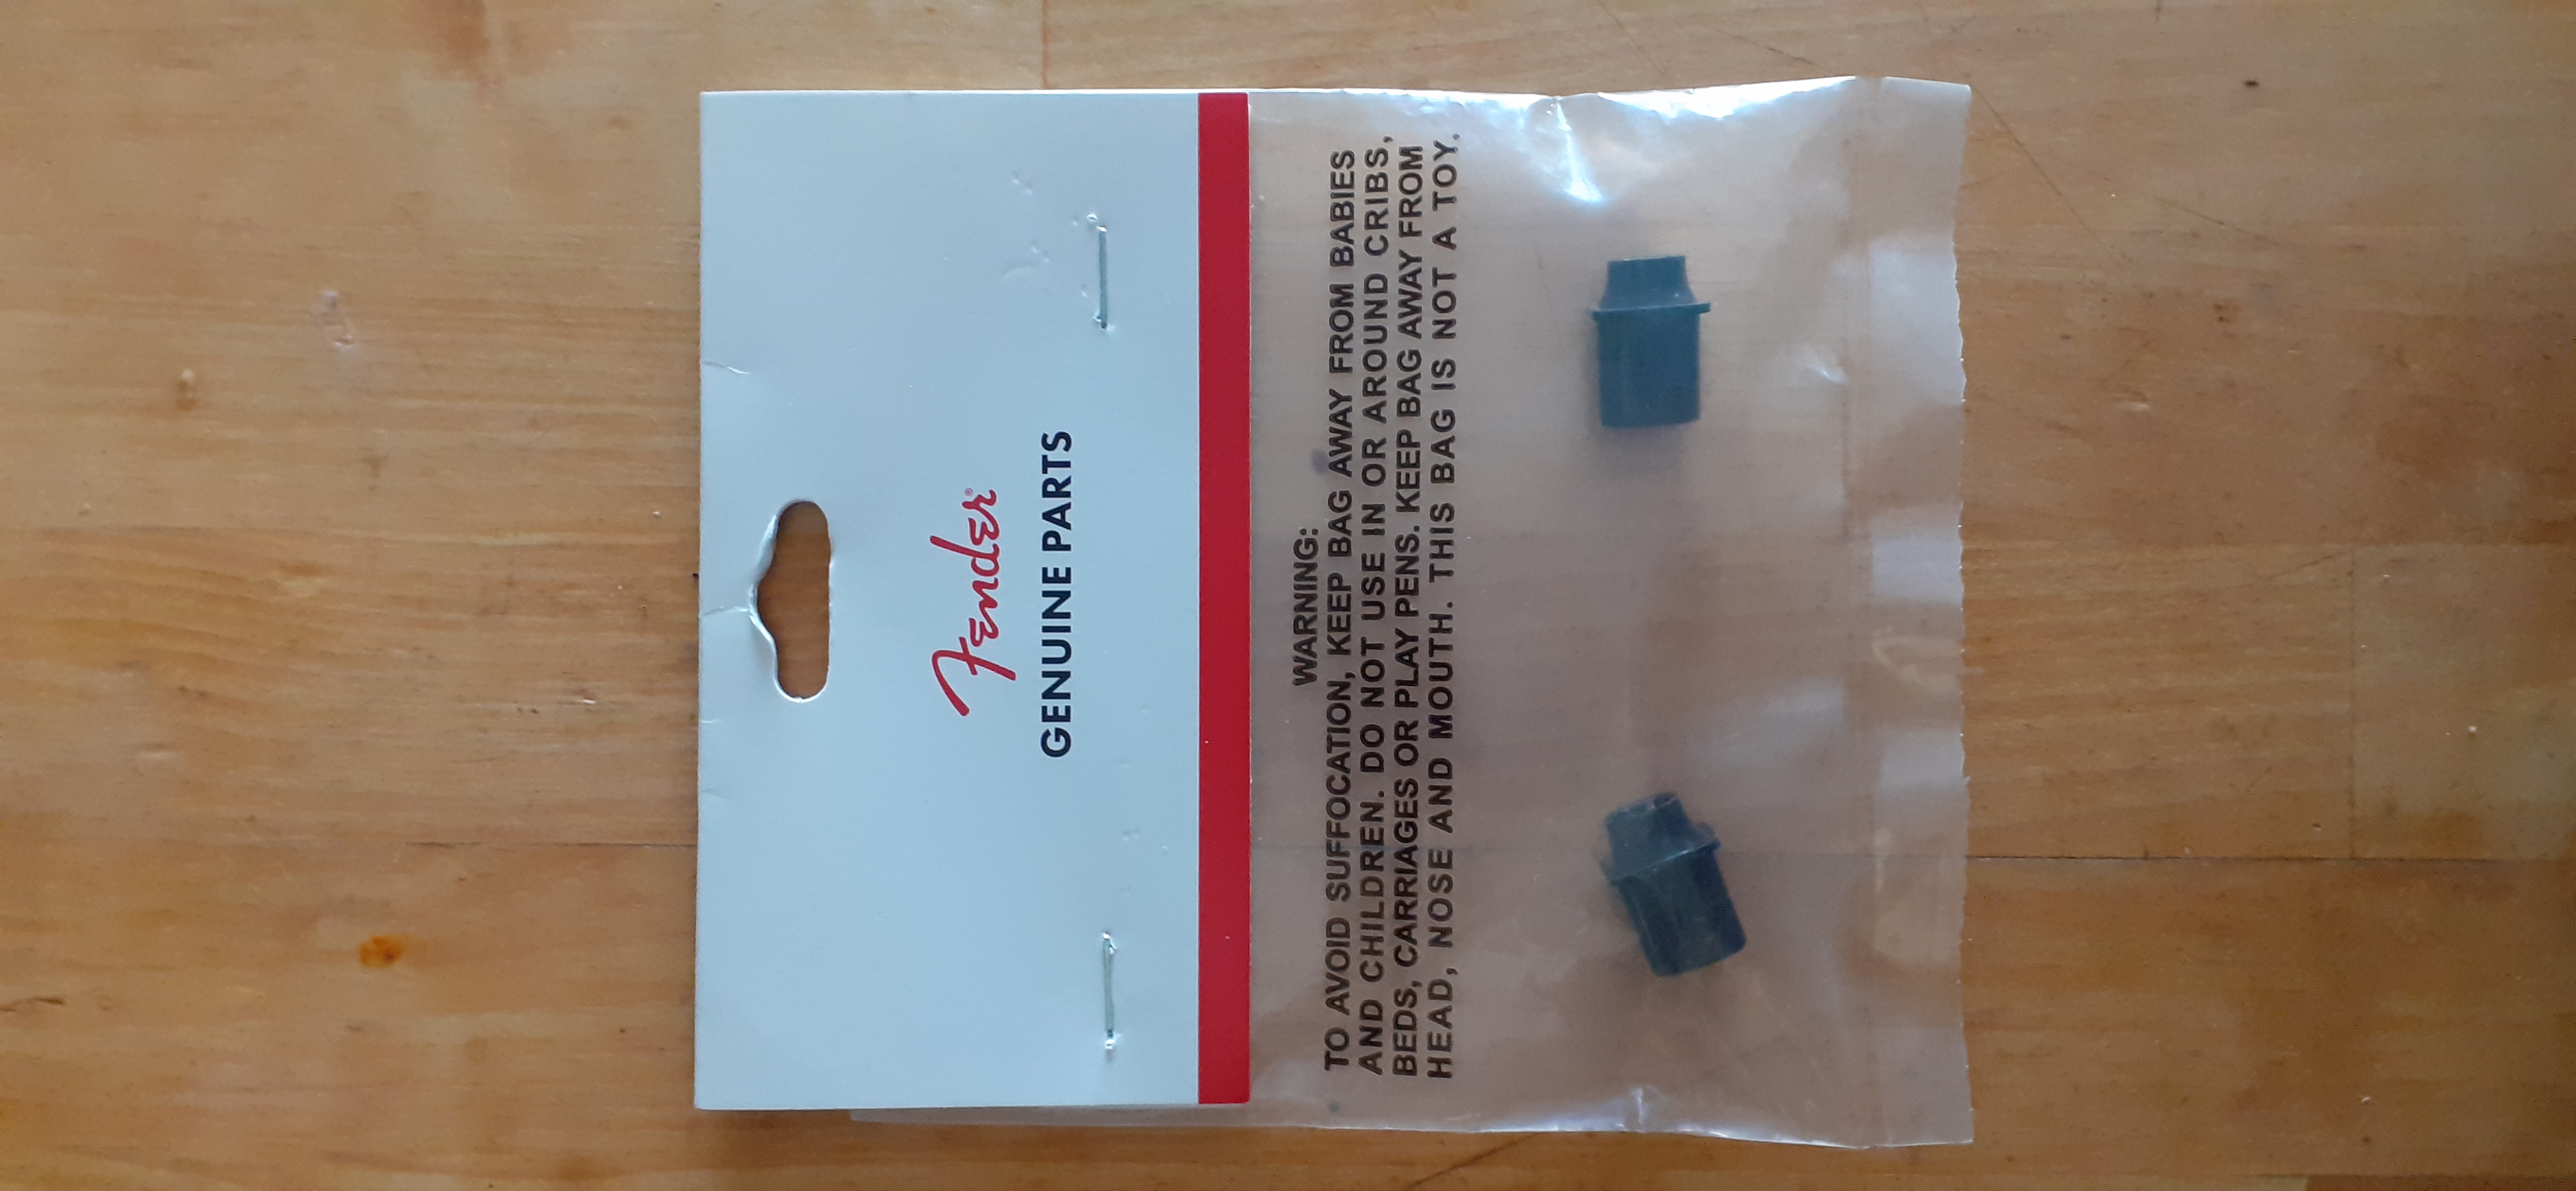 Fender®
GENUINE PARTS
WARNING:
TO AVOID SUFFOCATION, KEEP BAG AWAY FROM BABIES
AND CHILDREN. DO NOT USE IN OR AROUND CRIBS,
BEDS, CARRIAGES OR PLAY PENS. KEEP BAG AWAY FROM
HEAD, NOSE AND MOUTH. THIS BAG IS NOT A TOY.